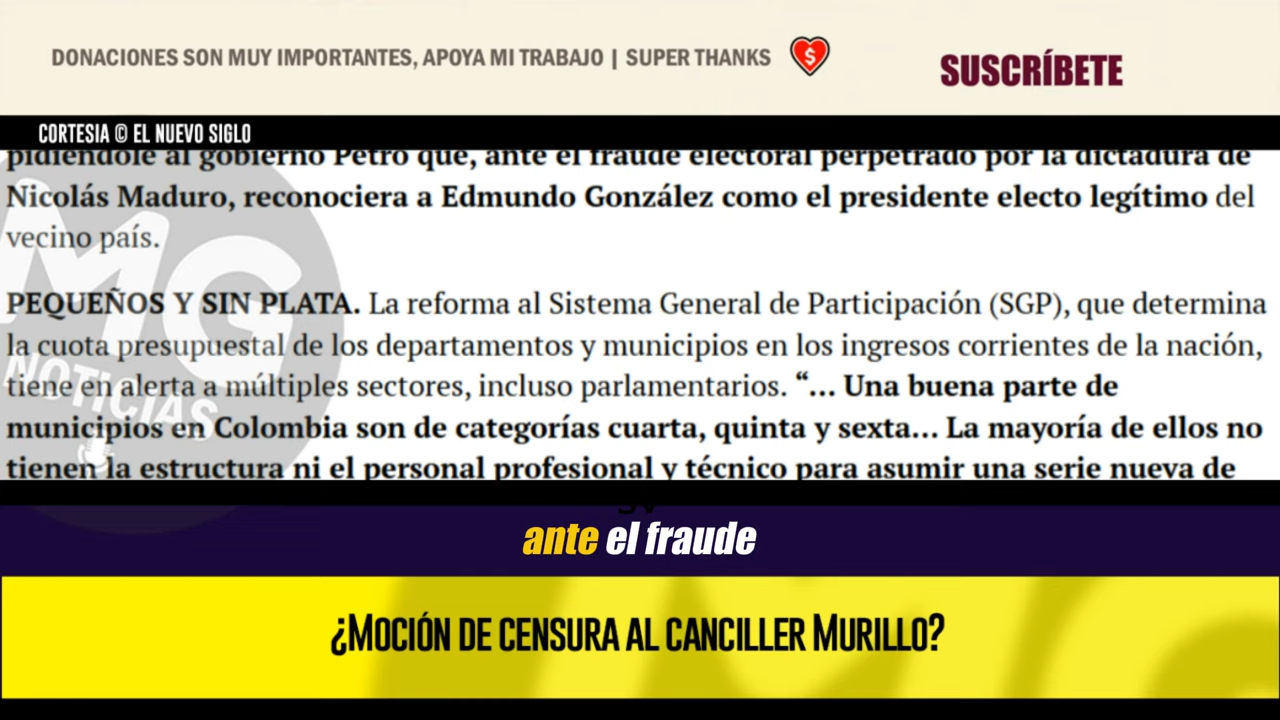 DONACIONES SON MUY IMPORTANTES, APOYA MI TRABAJO | SUPER THANKS
SUSCRÍBETE
CORTESIA © EL NUEVO SIGLO
pidiéndole al gobierno Petro que, ante el fraude electoral perpetrado por la dictadura de
Nicolás Maduro, reconociera a Edmundo González como el presidente electo legítimo del
vecino país.
PEQUEÑOS Y SIN PLATA. La reforma al Sistema General de Participación (SGP), que determina
la cuota presupuestal de los departamentos y municipios en los ingresos corrientes de la nación,
tiene en alerta a múltiples sectores, incluso parlamentarios. “… Una buena parte de
municipios en Colombia son de categorías cuarta, quinta y sexta… La mayoría de ellos no
tienen la estructura ni el personal profesional y técnico para asumir una serie nueva de
MG
NOTICIAS
ante el fraude
¿MOCIÓN DE CENSURA AL CANCILLER MURILLO?